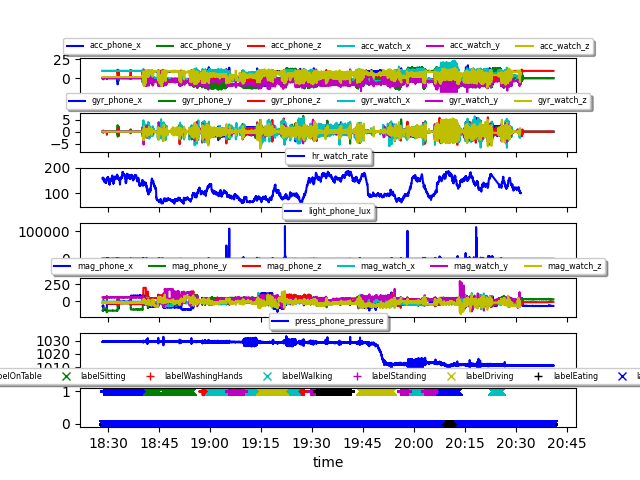 acc_phone_x acc_phone_y acc_phone_z acc_watch_x acc_watch_y acc_watch_z
25
0
gyr_phone_x gyr_phone_y gyr_phone_z gyr_watch_x gyr_watch_y gyr_watch_z
5
0
−5
hr_watch_rate
200
100
light_phone_lux
100000
0
mag_phone_x mag_phone_y mag_phone_z mag_watch_x mag_watch_y mag_watch_z
250
0
press_phone_pressure
1030
1020
1010
labelOnTable labelSitting labelWashingHands labelWalking labelStanding labelDriving labelEating
1
0
18:30 18:45 19:00 19:15 19:30 19:45 20:00 20:15 20:30 20:45
time